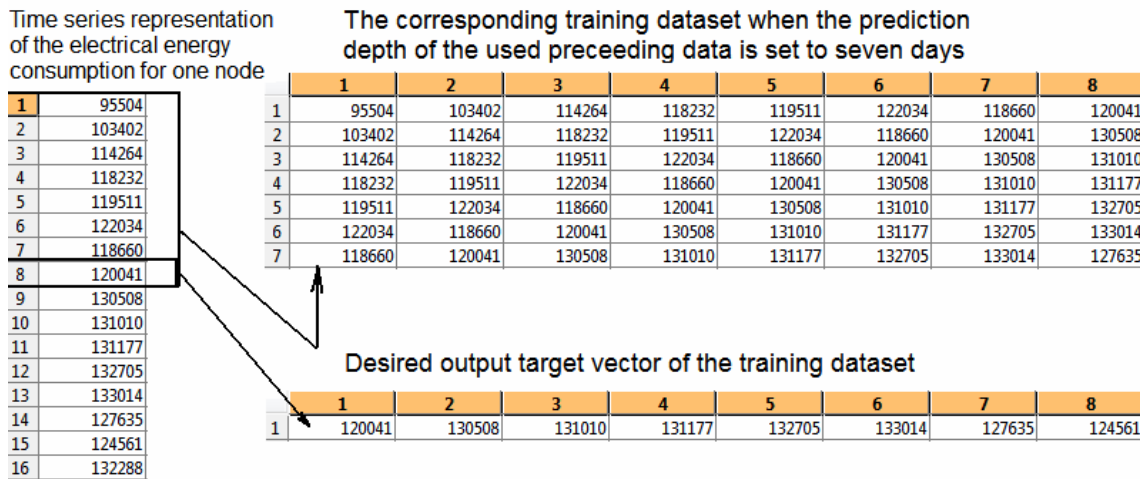 Time series representation
of the electrical energy
consumption for one node
1 95504
2 103402
3 114264
4 118232
5 119511
6 122034
7 118660
8 120041
9 130508
10 131010
11 131177
12 132705
13 133014
14 127635
15 124561
16 132288
The corresponding training dataset when the prediction
depth of the used preceeding data is set to seven days
1 2 3 4 5 6 7 8
1 95504 103402 114264 118232 119511 122034 118660 120041
2 103402 114264 118232 119511 122034 118660 120041 130508
3 114264 118232 119511 122034 118660 120041 130508 131010
4 118232 119511 122034 118660 120041 130508 131010 131177
5 119511 122034 118660 120041 130508 131010 131177 132705
6 122034 118660 120041 130508 131010 131177 132705 133014
7 118660 120041 130508 131010 131177 132705 133014 127635
Desired output target vector of the training dataset
1 2 3 4 5 6 7 8
1 120041 130508 131010 131177 132705 133014 127635 124561